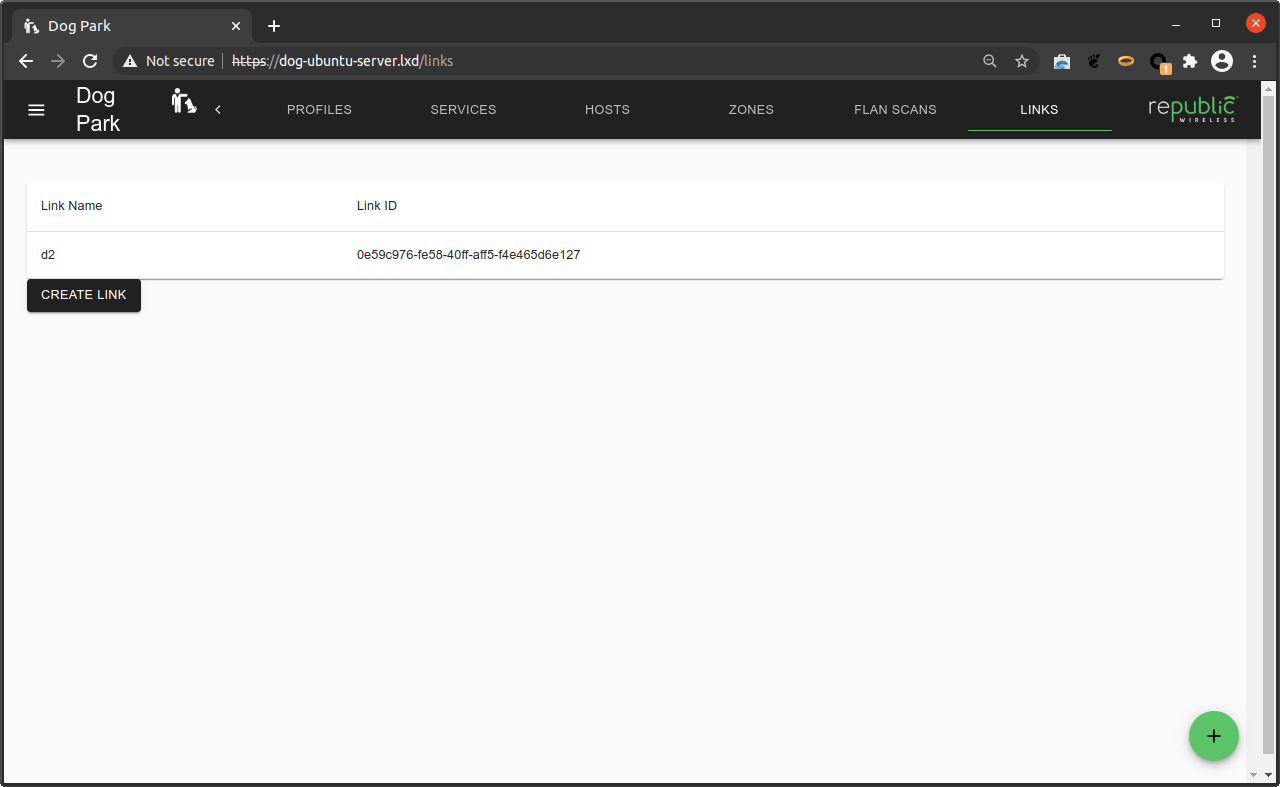 Dog Park
Not secure https://dog-ubuntu-server.lxd/links
1
Dog
Park
PROFILES SERVICES HOSTS ZONES FLAN SCANS LINKS
republic
WIRELESS
Link Name Link ID
d2 0e59c976-fe58-40ff-aff5-f4e465d6e127
CREATE LINK